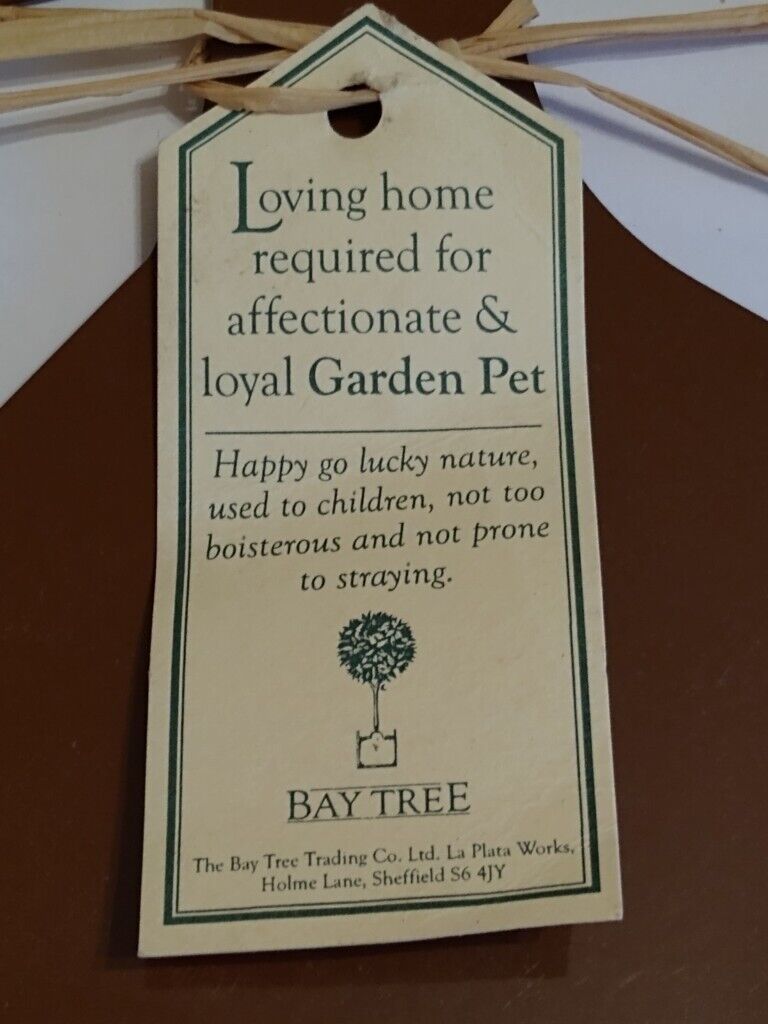 Loving home
required for
affectionate &
loyal Garden Pet
Happy go lucky nature,
used to children, not too
boisterous and not prone
to straying.
BAY TREE
The Bay Tree Trading Co. Ltd. La Plata Works,
Holme Lane, Sheffield S6 4JY